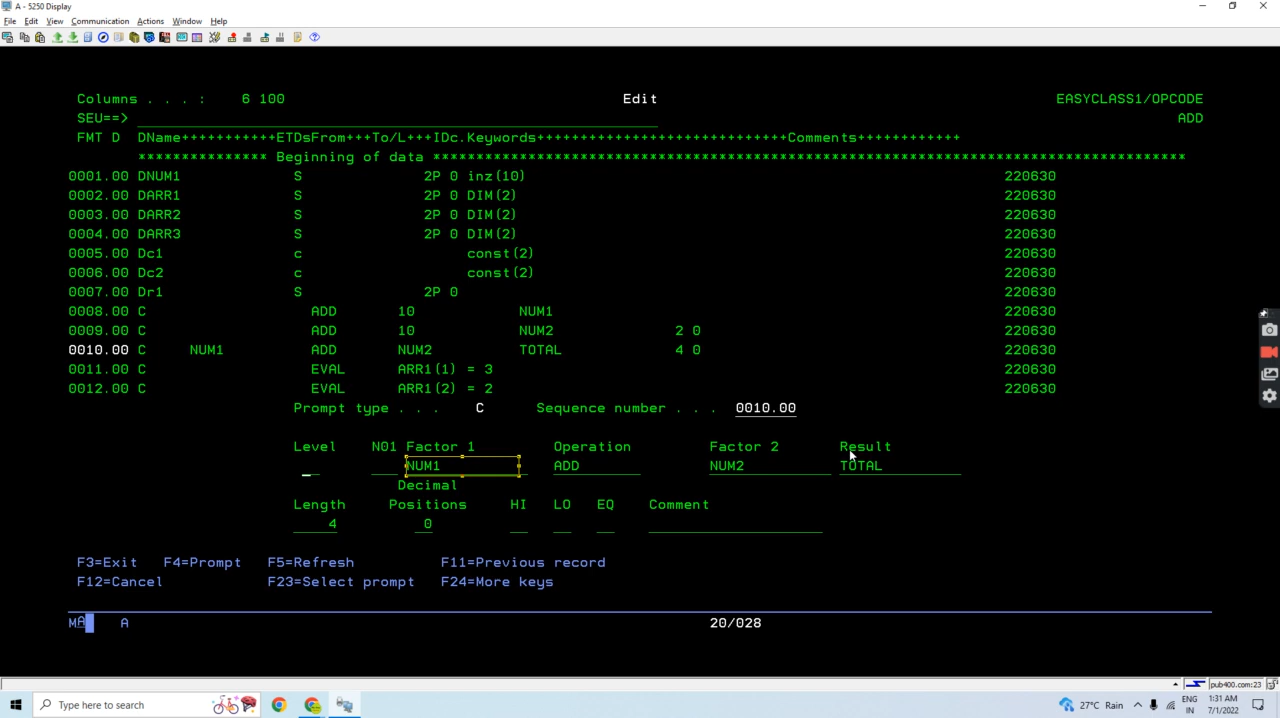 A - 5250 Display
File Edit View Communication Actions Window Help
Columns . . . : 6 100 Edit EASYCLASS1/OPCODE
SEU==> ADD
FMT D DName+++++++++++ETDsFrom+++To/L+++IDc.Keywords+++++++++++++++++++++++++++++Comments++++++++++++
*************** Beginning of data ***************************************************************************************
0001.00 DNUM1 S 2P 0 inz(10) 220630
0002.00 DARR1 S 2P 0 DIM(2) 220630
0003.00 DARR2 S 2P 0 DIM(2) 220630
0004.00 DARR3 S 2P 0 DIM(2) 220630
0005.00 Dc1 c const(2) 220630
0006.00 Dc2 c const(2) 220630
0007.00 Dr1 S 2P 0 220630
0008.00 C ADD 10 NUM1 220630
0009.00 C ADD 10 NUM2 2 0 220630
0010.00 C NUM1 ADD NUM2 TOTAL 4 0 220630
0011.00 C EVAL ARR1(1) = 3 220630
0012.00 C EVAL ARR1(2) = 2 220630
Prompt type . . . C Sequence number . . . 0010.00
Level N01 Factor 1 Operation Factor 2 Result
NUM1 ADD NUM2 TOTAL
Decimal
Length Positions HI LO EQ Comment
4 0
F3=Exit F4=Prompt F5=Refresh F11=Previous record
F12=Cancel F23=Select prompt F24=More keys
MA A 20/028
pub400.com:23
Type here to search 27°C Rain ENG 1:31 AM
IN 7/1/2022